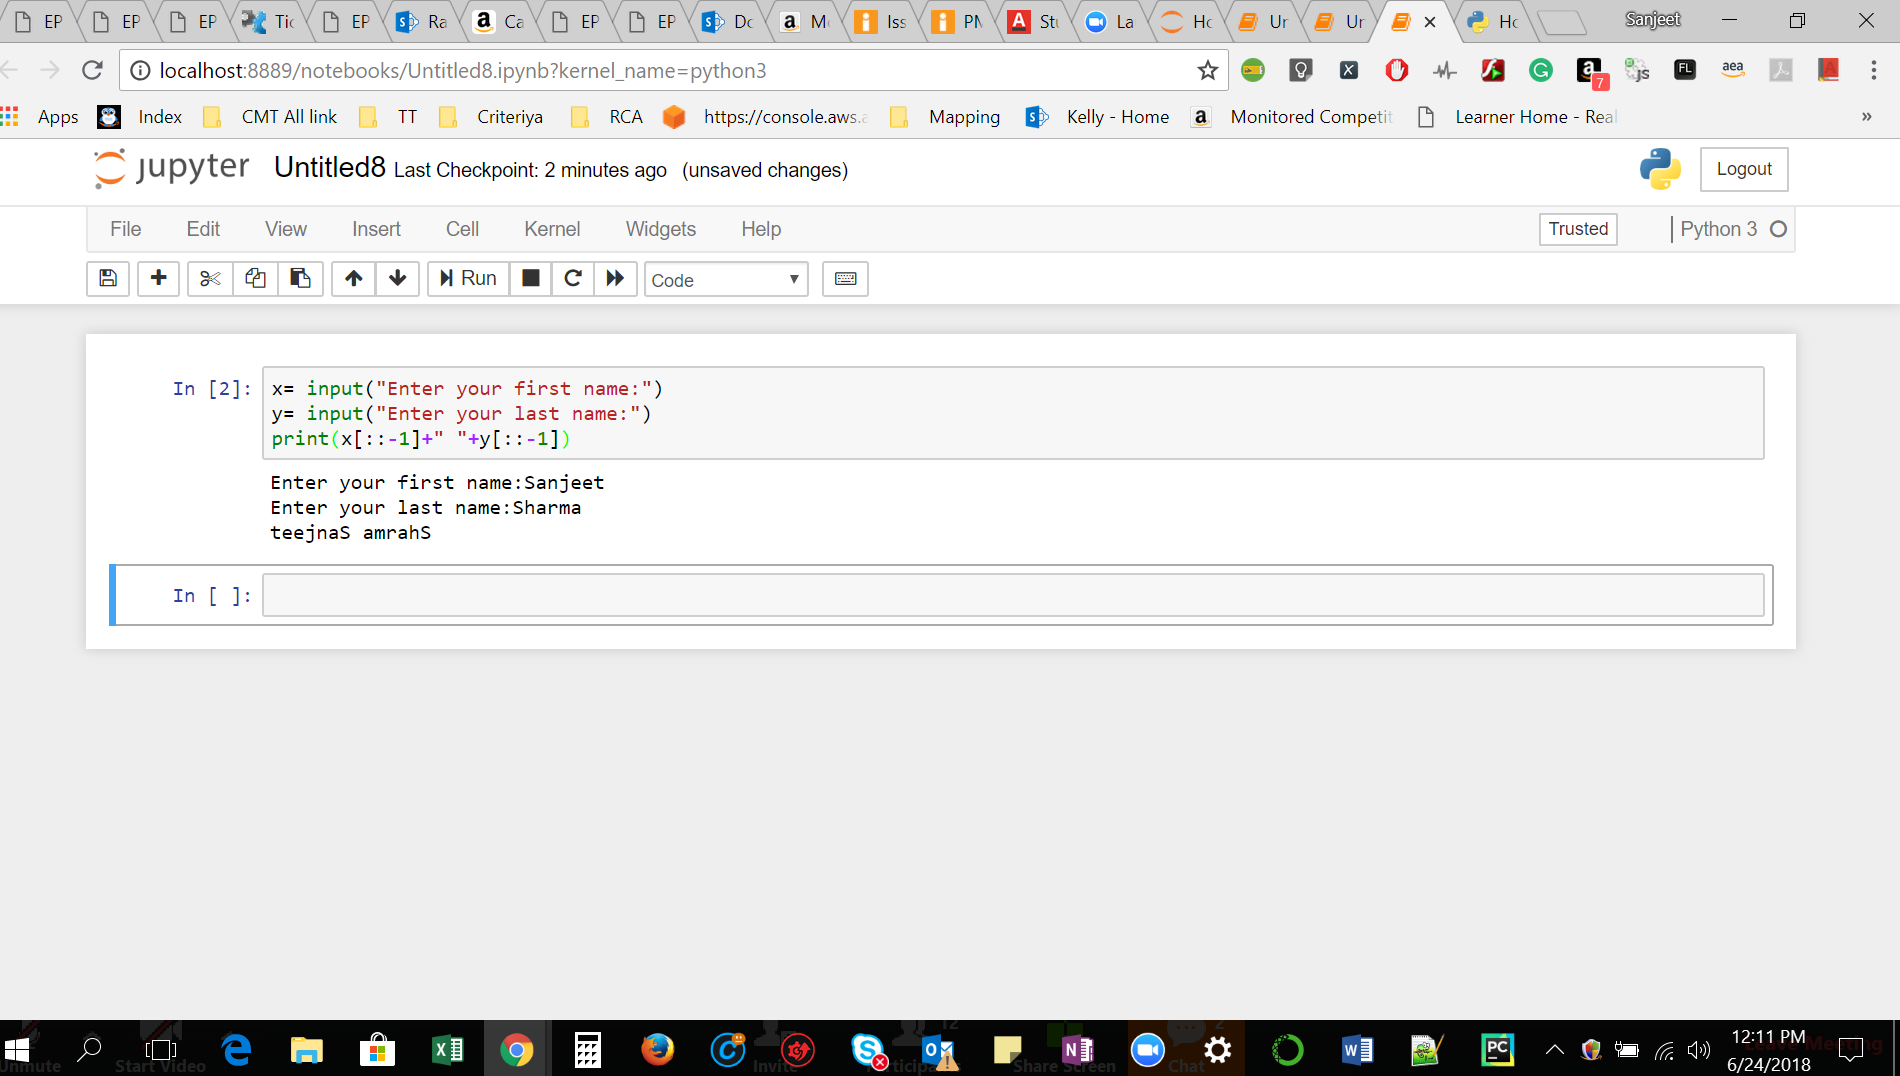 EP EP EP Tic EP Ra Ca EP EP Dc M Iss PM Stu La Ho Ur Ur Ho Sanjeet
localhost:8889/notebooks/Untitled8.ipynb?kernel_name=python3
Apps Index CMT All link TT Criteriya RCA https://console.aws.a Mapping Kelly - Home Monitored Competit Learner Home - Real »
jupyter Untitled8 Last Checkpoint: 2 minutes ago (unsaved changes) Logout
File Edit View Insert Cell Kernel Widgets Help Trusted Python 3
Run Code
In [2]: x= input("Enter your first name:")
y= input("Enter your last name:")
print(x[::-1]+" "+y[::-1])
Enter your first name:Sanjeet
Enter your last name:Sharma
teejnaS amrahS
In [ ]:
12:11 PM
Start Video Invite Share Screen Chat
6/24/2018